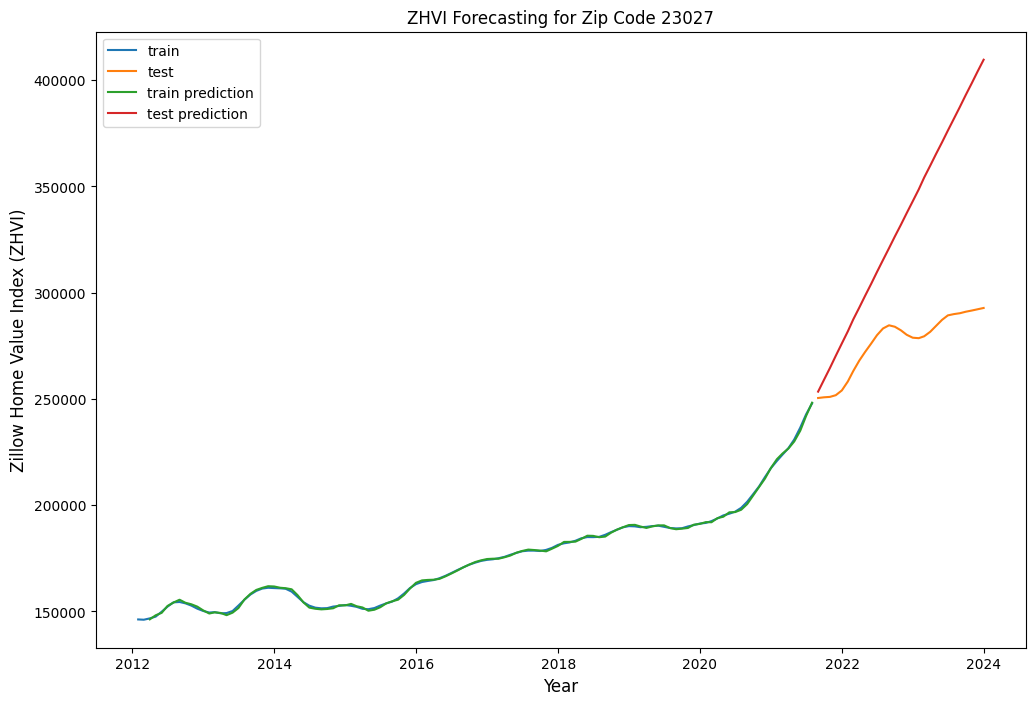 ZHVI Forecasting for Zip Code 23027
train
test
train prediction
test prediction
Zillow Home Value Index (ZHVI)
400000
350000
300000
250000
200000
150000
2012
2014
2016
2018
2020
2022
2024
Year